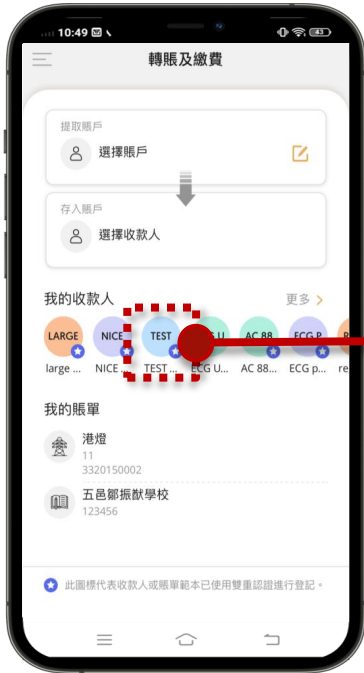 10:49
43
轉賬及繳費
提取賬戶
選擇賬戶
存入賬戶
選擇收款人
我的收款人
更多 >
LARGE NICE TEST AC 88 ECG P
large ... NICE ... TEST ... ECG U... AC 88... ECG p... re
我的賬單
港燈
11
3320150002
五邑鄒振猷學校
123456
此圖標代表收款人或賬單範本已使用雙重認證進行登記。